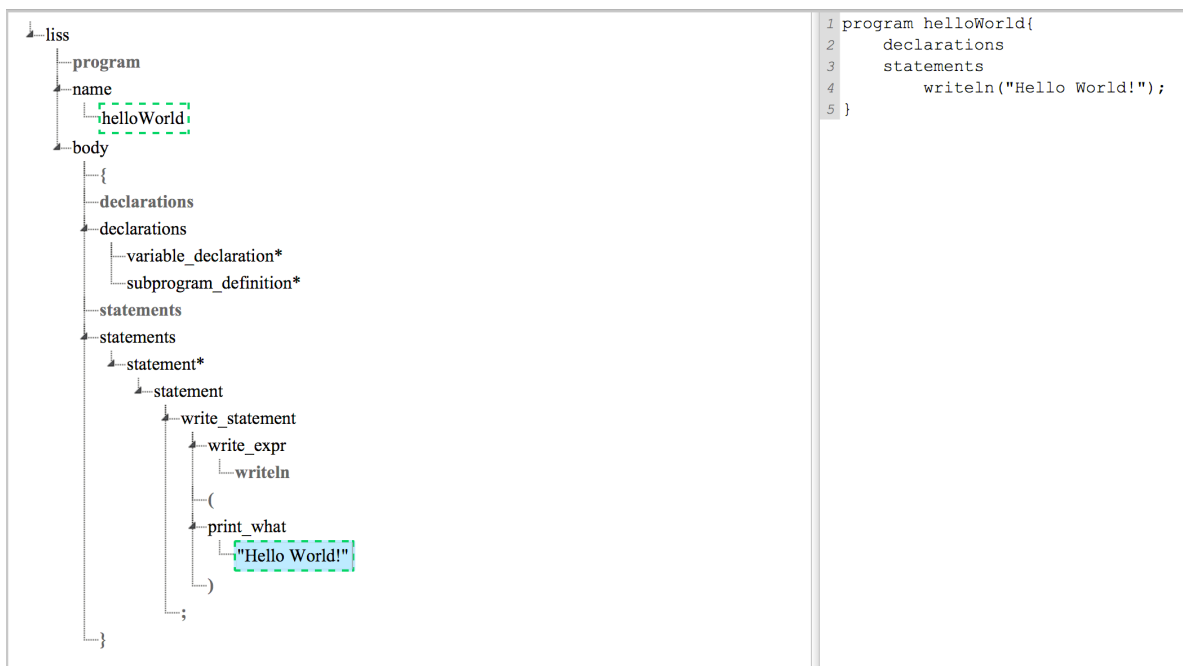 liss
program
name
helloWorld
body
{
declarations
declarations
variable_declaration*
subprogram_definition*
statements
statements
statement*
statement
write_statement
write_expr
writeln
(
print_what
"Hello World!"
)
;
}
1 program helloWorld{
2     declarations
3     statements
4         writeln("Hello World!");
5 }